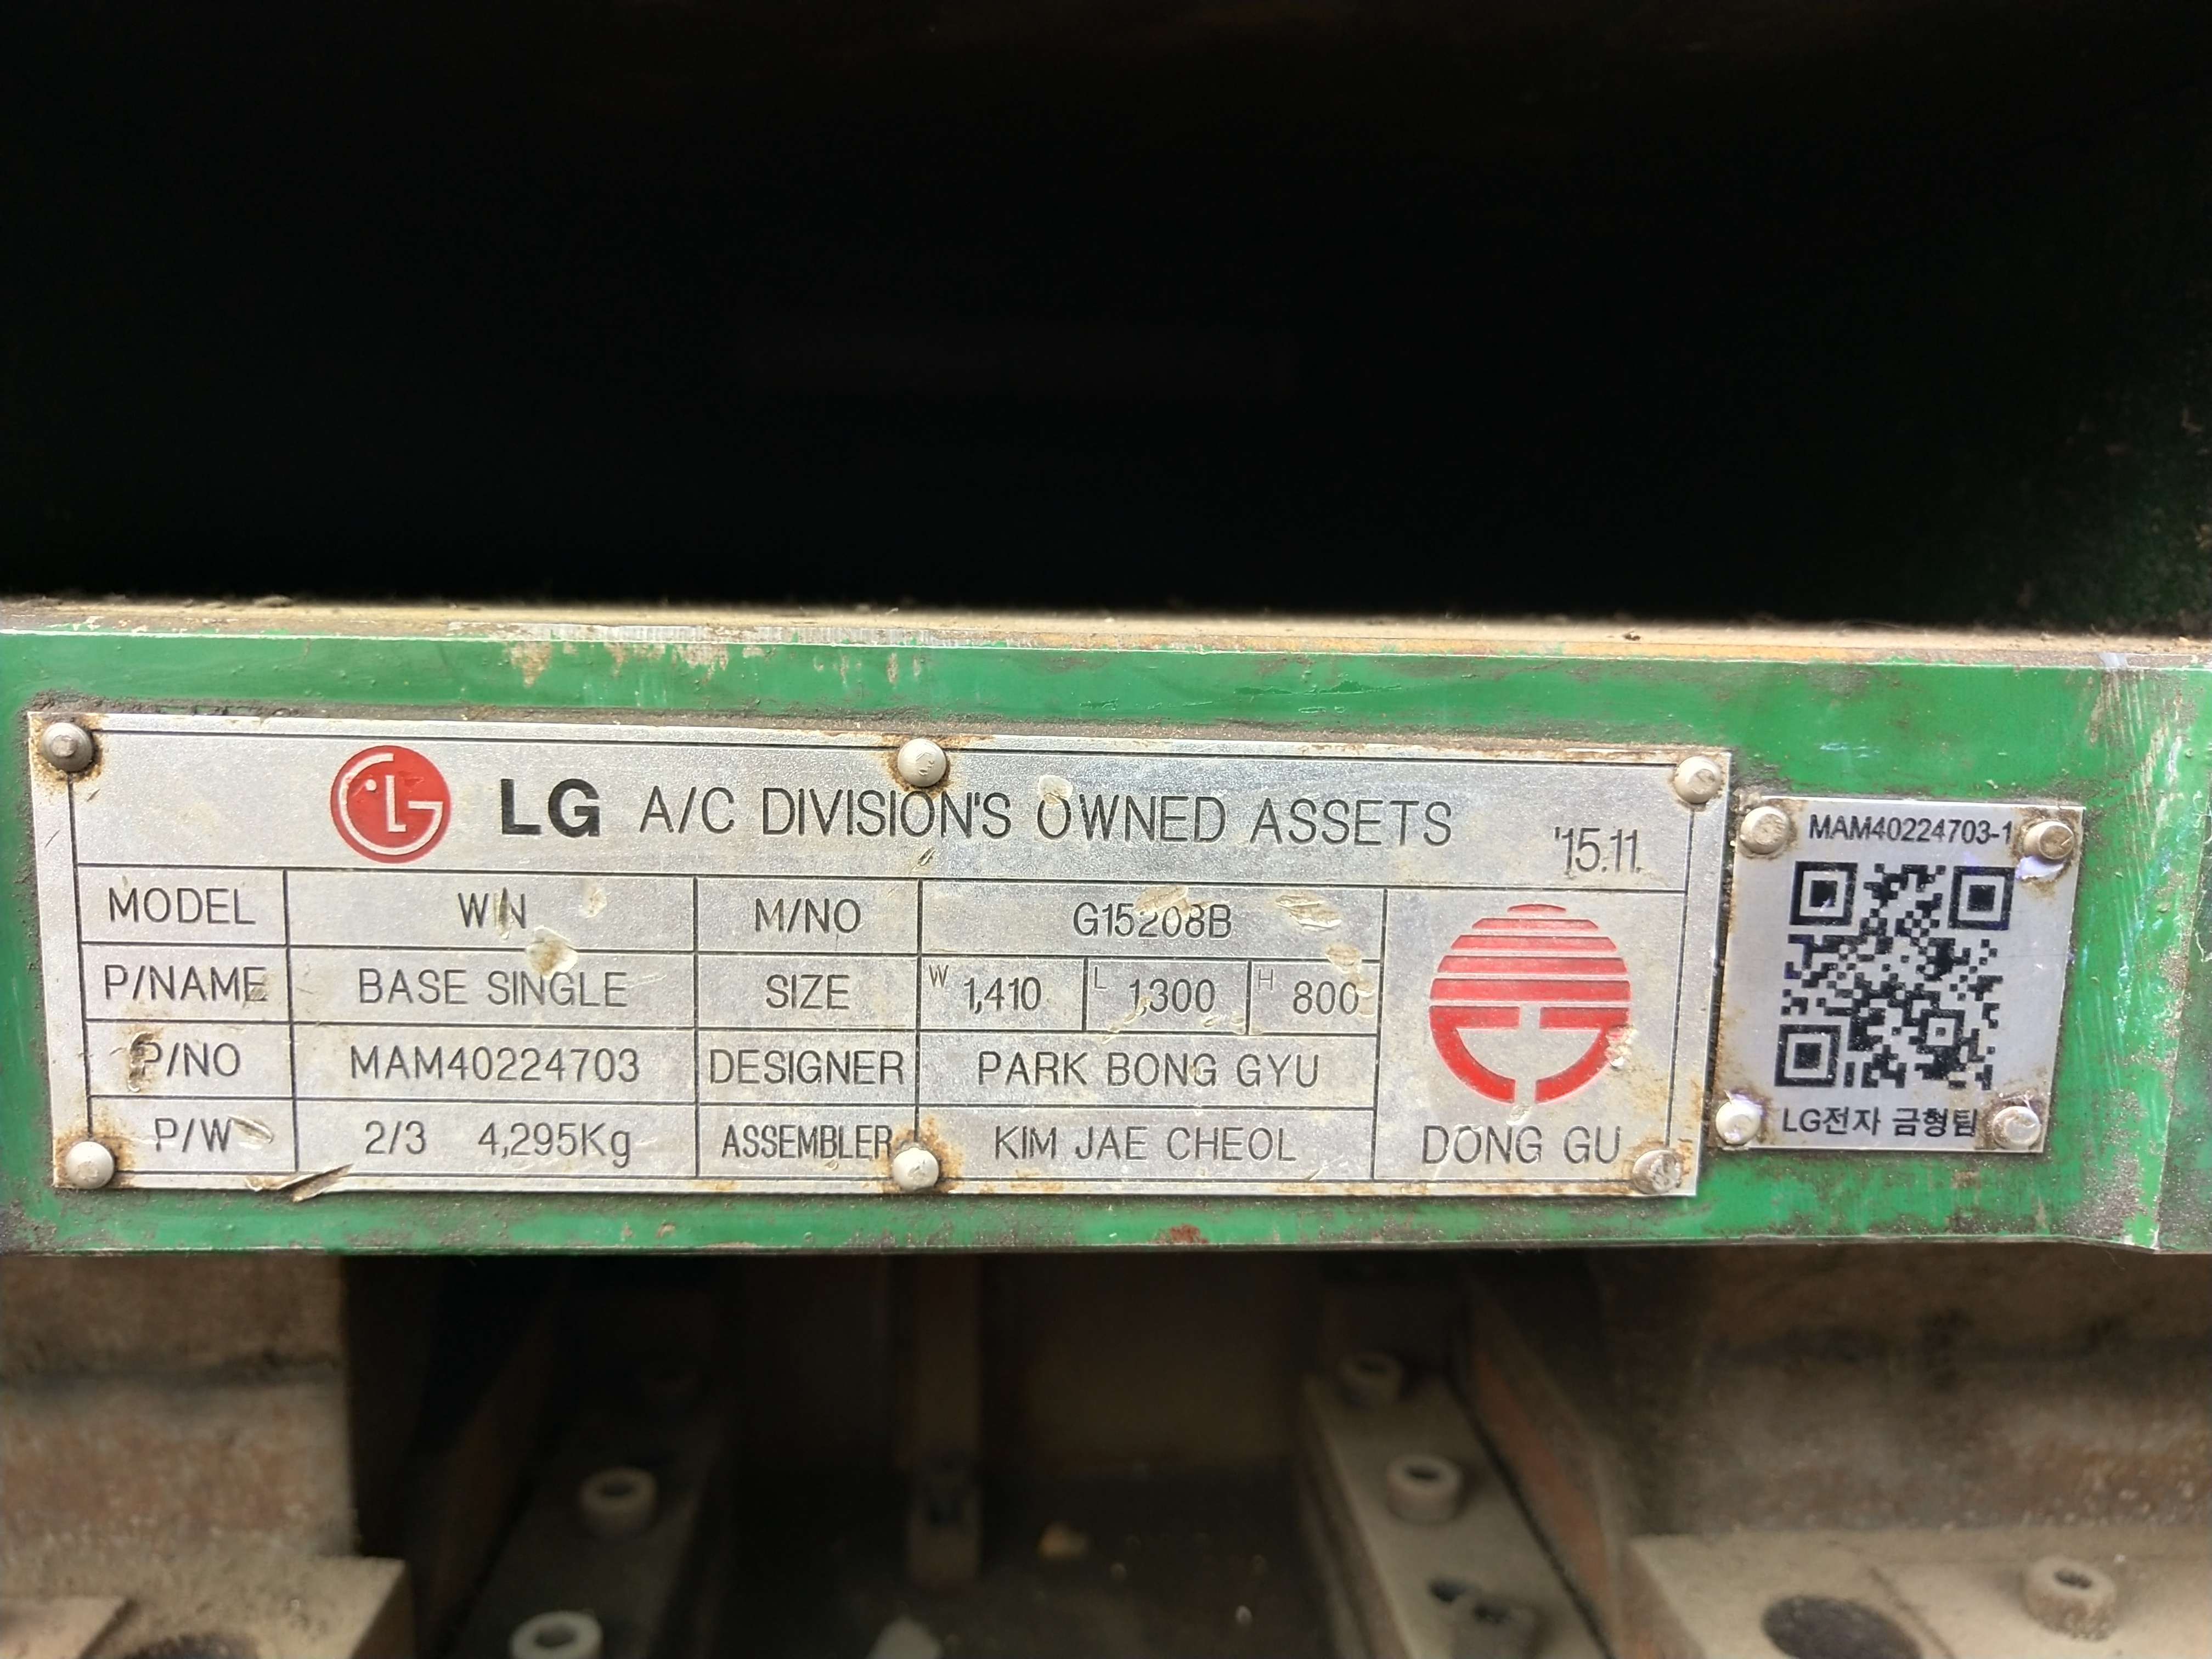 LG A/C DIVISION'S OWNED ASSETS '15.11.
MODEL WIN M/NO G15208B
P/NAME BASE SINGLE SIZE W 1,410 L 1,300 H 800
P/NO MAM40224703 DESIGNER PARK BONG GYU
P/W 2/3 4,295Kg ASSEMBLER KIM JAE CHEOL DONG GU
MAM40224703-1
LG전자 금형팀